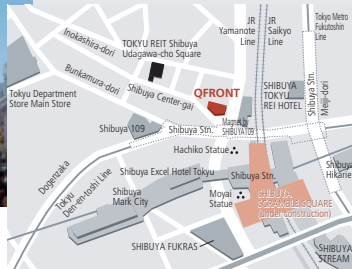 Inokashira-dori
TOKYU REIT Shibuya
Udagawa-cho Square
JR
Yamanote
Line
JR
Saikyo
Line
Tokyo Metro
Fukutoshin
Line
Bunkamura-dori
Tokyu Department
Store Main Store
Shibuya Center-gai
QFRONT
SHIBUYA
TOKYU
REI HOTEL
Shibuya Stn.
Meiji-dori
Magnet by
SHIBUYA109
Shibuya 109
Shibuya Stn.
Hachiko Statue
Shibuya
Hikarie
Dogenzaka
Tokyu
Den-en-toshi Line
Shibuya Excel Hotel Tokyu
Shibuya Stn.
Shibuya
Mark City
Moyai
Statue
SHIBUYA
SCRAMBLE SQUARE
(under construction)
SHIBUYA FUKRAS
SHIBUYA
STREAM